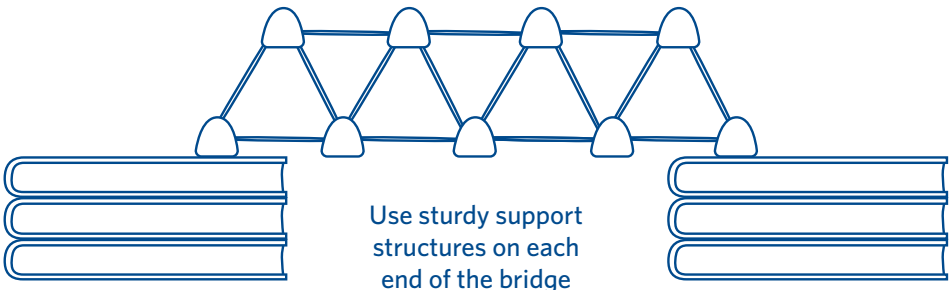 Use sturdy support
structures on each
end of the bridge